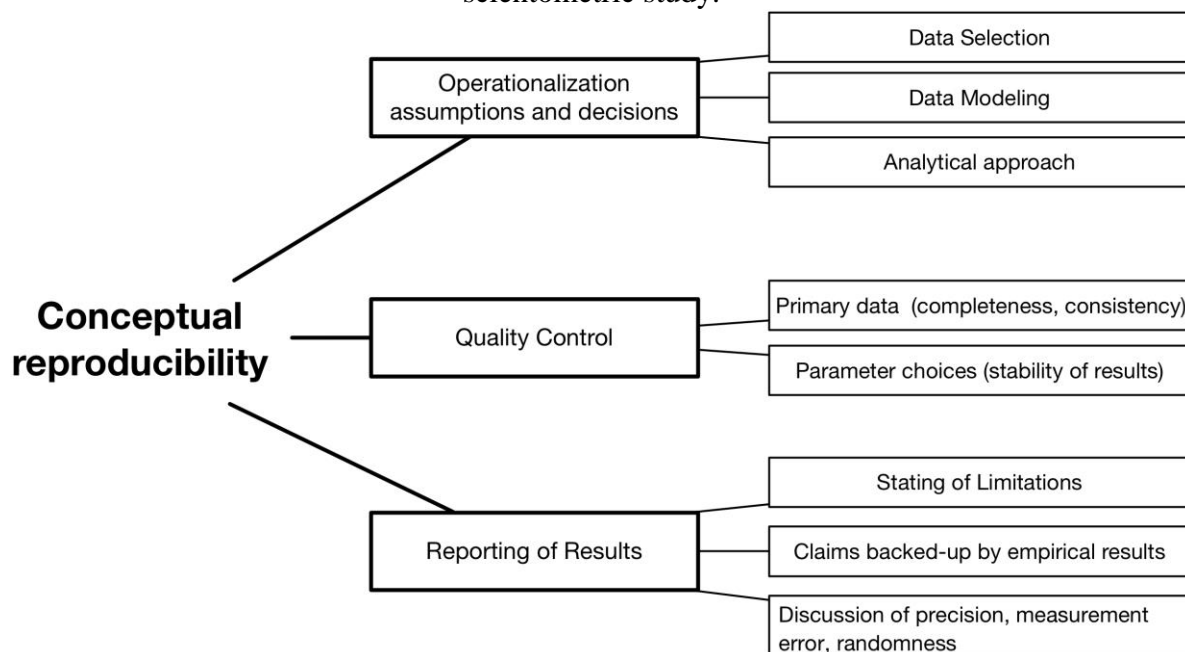 scientometric study.
Data Selection
Operationalization
assumptions and decisions
Data Modeling
Analytical approach
Conceptual
reproducibility
Quality Control
Primary data (completeness, consistency)
Parameter choices (stability of results)
Reporting of Results
Stating of Limitations
Claims backed-up by empirical results
Discussion of precision, measurement
error, randomness